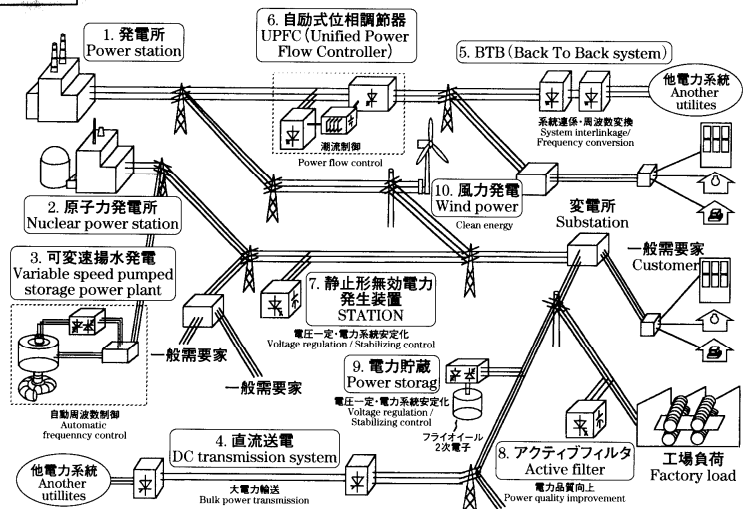 1. 発電所
Power station
6. 自励式位相調節器
UPFC (Unified Power
Flow Controller)
5. BTB (Back To Back system)
他電力系統
Another
utilites
系統連係・周波数変換
System interlinkage/
Frequency conversion
潮流制御
Power flow control
2. 原子力発電所
Nuclear power station
10. 風力発電
Wind power
Clean energy
変電所
Substation
一般需要家
Customer
3. 可変速揚水発電
Variable speed pumped
storage power plant
7. 静止形無効電力
発生装置
STATION
電圧一定・電力系統安定化
Voltage regulation / Stabilizing control
一般需要家
一般需要家
自動周波数制御
Automatic
frequenncy control
9. 電力貯蔵
Power storag
電圧一定・電力系統安定化
Voltage regulation /
Stabilizing control
フライオイール
2次電子
8. アクティブフィルタ
Active filter
電力品質向上
Power quality improvement
工場負荷
Factory load
4. 直流送電
DC transmission system
大電力輸送
Bulk power transmission
他電力系統
Another
utillites